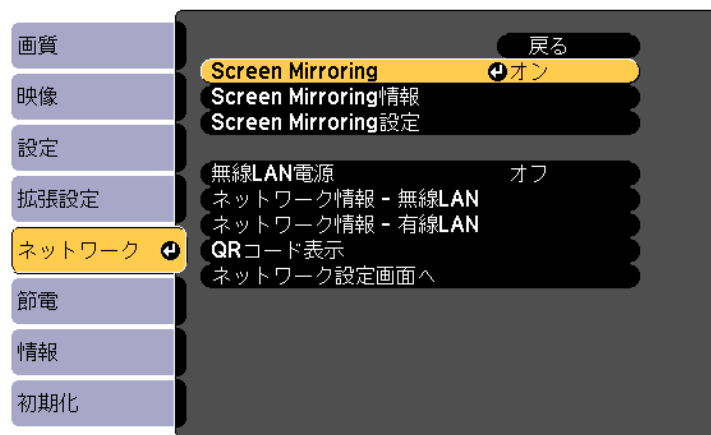 画質
映像
設定
拡張設定
ネットワーク
節電
情報
初期化
戻る
Screen Mirroring オン
Screen Mirroring情報
Screen Mirroring設定
無線LAN電源 オフ
ネットワーク情報 - 無線LAN
ネットワーク情報 - 有線LAN
QRコード表示
ネットワーク設定画面へ